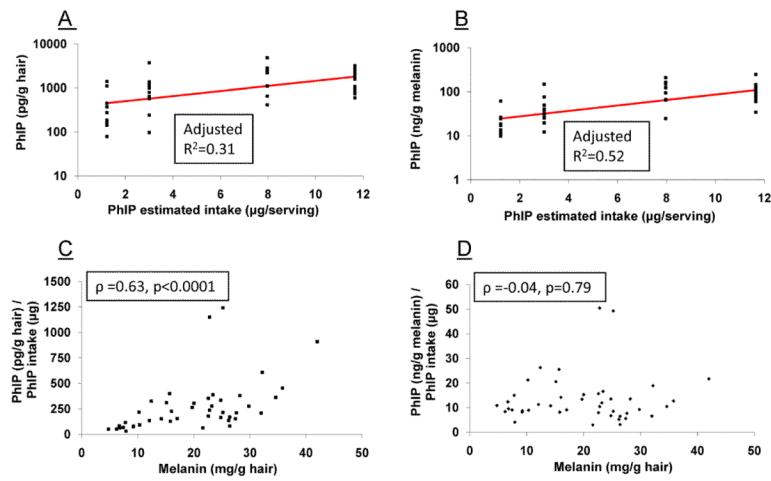 A
PhIP (pg/g hair)
10000
1000
100
10
Adjusted
R²=0.31
0 2 4 6 8 10 12
PhIP estimated intake (µg/serving)
B
PhIP (ng/g melanin)
1000
100
10
1
Adjusted
R²=0.52
0 2 4 6 8 10 12
PhIP estimated intake (µg/serving)
C
PhIP (pg/g hair) /
PhIP intake (µg)
ρ =0.63, p<0.0001
1500
1250
1000
750
500
250
0
0 10 20 30 40 50
Melanin (mg/g hair)
D
PhIP (ng/g melanin) /
PhIP intake (µg)
ρ =-0.04, p=0.79
60
50
40
30
20
10
0
0 10 20 30 40 50
Melanin (mg/g hair)